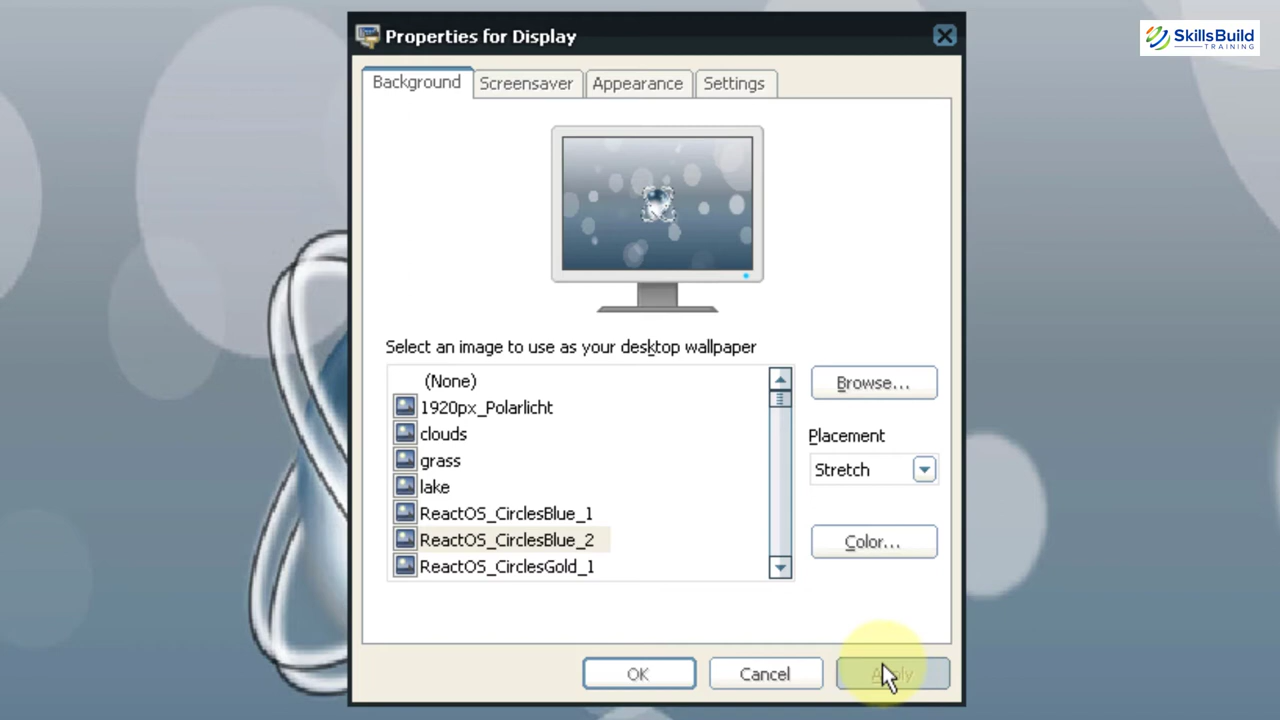 Properties for Display
SkillsBuild
TRAINING
Background
Screensaver
Appearance
Settings
Select an image to use as your desktop wallpaper
(None)
1920px_Polarlicht
clouds
grass
lake
ReactOS_CirclesBlue_1
ReactOS_CirclesBlue_2
ReactOS_CirclesGold_1
Browse...
Placement
Stretch
Color...
OK
Cancel
Apply